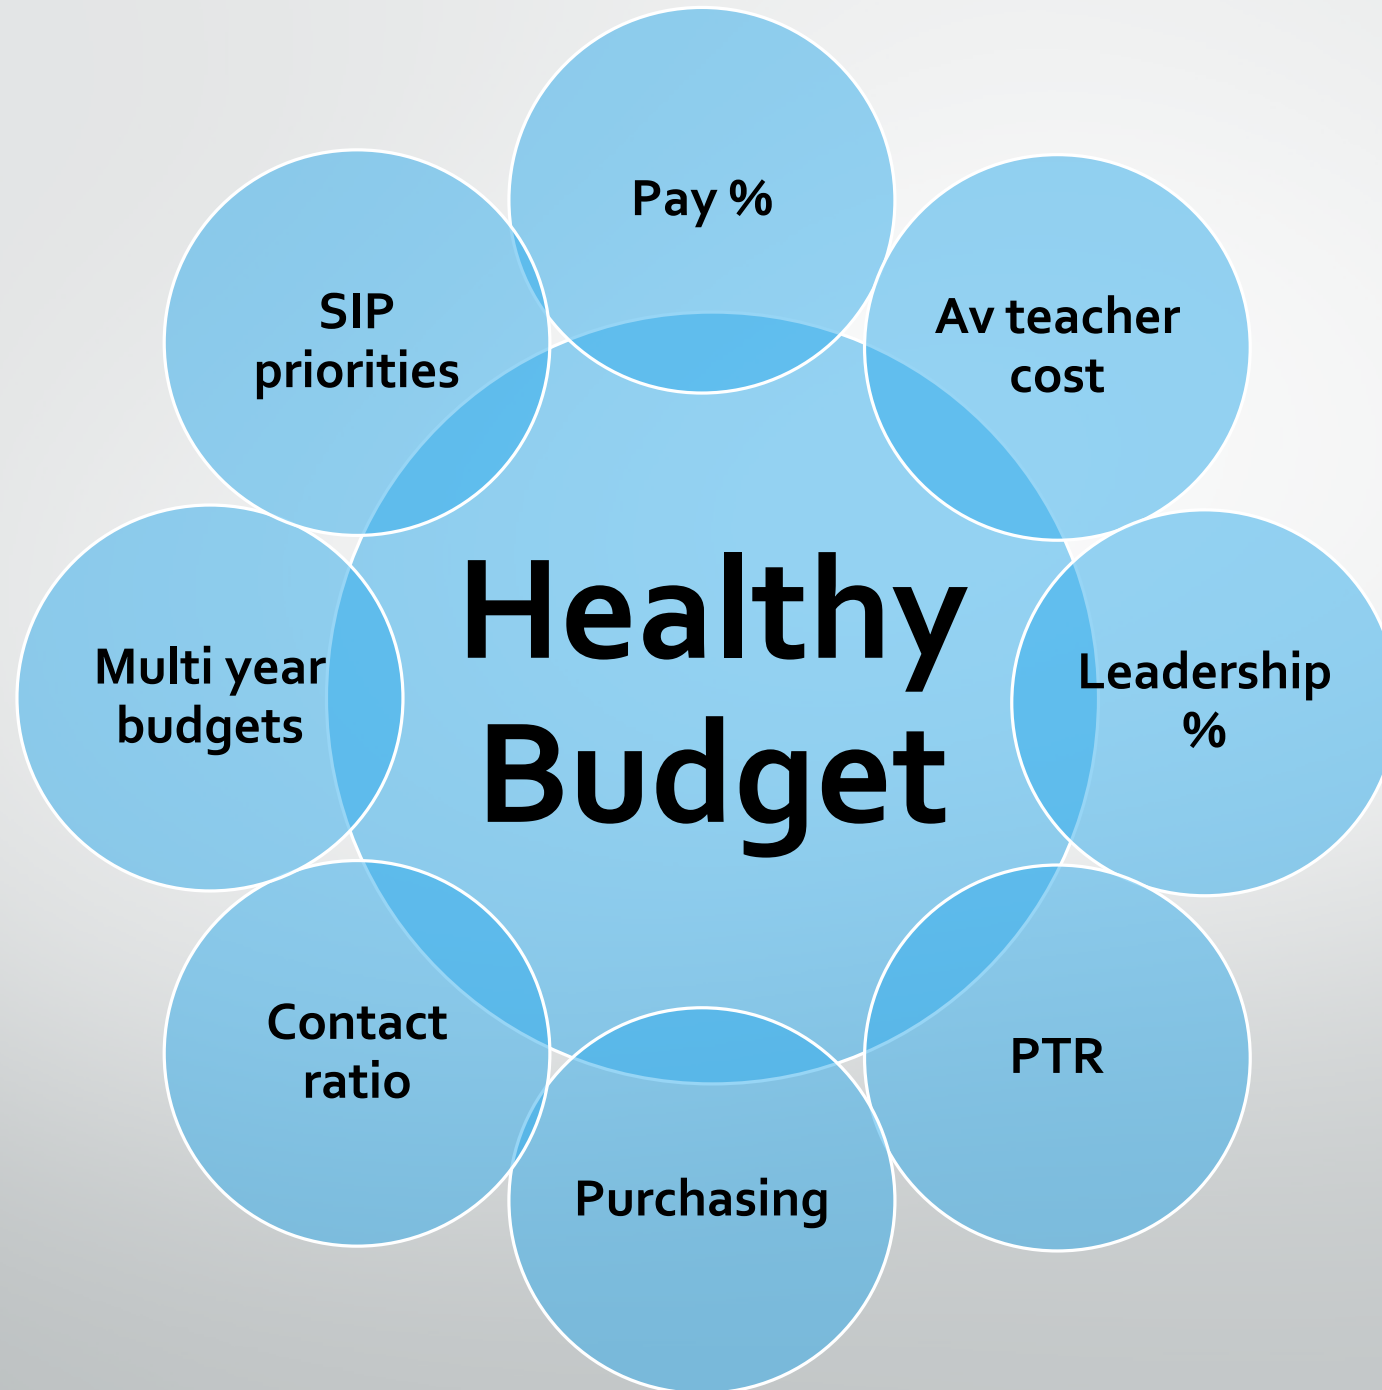 Pay %
Av teacher
cost
Leadership
%
PTR
Purchasing
Contact
ratio
Multi year
budgets
SIP
priorities
Healthy
Budget